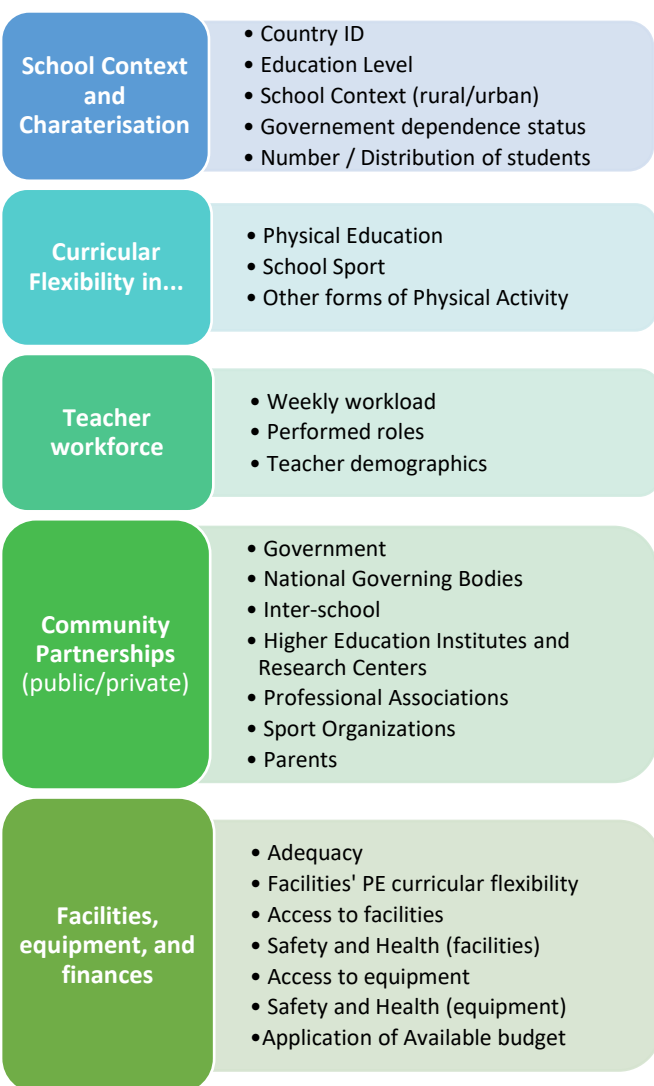 School Context
and
Charaterisation
• Country ID
• Education Level
• School Context (rural/urban)
• Governement dependence status
• Number / Distribution of students
Curricular
Flexibility in...
• Physical Education
• School Sport
• Other forms of Physical Activity
Teacher
workforce
• Weekly workload
• Performed roles
• Teacher demographics
Community
Partnerships
(public/private)
• Government
• National Governing Bodies
• Inter-school
• Higher Education Institutes and
Research Centers
• Professional Associations
• Sport Organizations
• Parents
Facilities,
equipment, and
finances
• Adequacy
• Facilities' PE curricular flexibility
• Access to facilities
• Safety and Health (facilities)
• Access to equipment
• Safety and Health (equipment)
•Application of Available budget